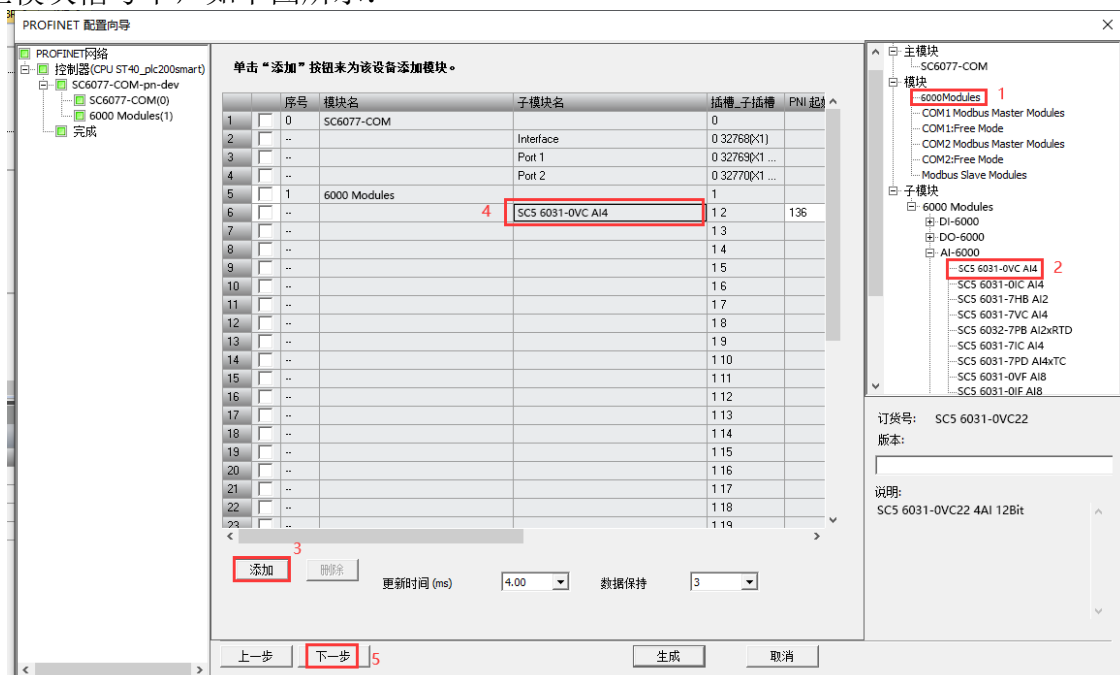 PROFINET 配置向导
PROFINET网络
控制器(CPU ST40_plc200smart)
SC6077-COM-pn-dev
SC6077-COM(0)
6000 Modules(1)
完成
单击“添加”按钮来为该设备添加模块。
序号 模块名 子模块名 插槽_子插槽 PNI 起始
1 0 SC6077-COM 0
2 -- Interface 0 32768(X1)
3 -- Port 1 0 32769(X1 ...
4 -- Port 2 0 32770(X1 ...
5 1 6000 Modules 1
6 -- 4 SC5 6031-0VC AI4 1 2 136
7 -- 1 3
8 -- 1 4
9 -- 1 5
10 -- 1 6
11 -- 1 7
12 -- 1 8
13 -- 1 9
14 -- 1 10
15 -- 1 11
16 -- 1 12
17 -- 1 13
18 -- 1 14
19 -- 1 15
20 -- 1 16
21 -- 1 17
22 -- 1 18
23 -- 1 19
3
添加 删除 更新时间 (ms) 4.00 数据保持 3
上一步 下一步 5 生成 取消
主模块
SC6077-COM
模块
6000Modules 1
COM1 Modbus Master Modules
COM1:Free Mode
COM2 Modbus Master Modules
COM2:Free Mode
Modbus Slave Modules
子模块
6000 Modules
DI-6000
DO-6000
AI-6000
SC5 6031-0VC AI4 2
SC5 6031-0IC AI4
SC5 6031-7HB AI2
SC5 6031-7VC AI4
SC5 6032-7PB AI2xRTD
SC5 6031-7IC AI4
SC5 6031-7PD AI4xTC
SC5 6031-0VF AI8
SC5 6031-0IF AI8
订货号: SC5 6031-0VC22
版本:
说明:
SC5 6031-0VC22 4AI 12Bit